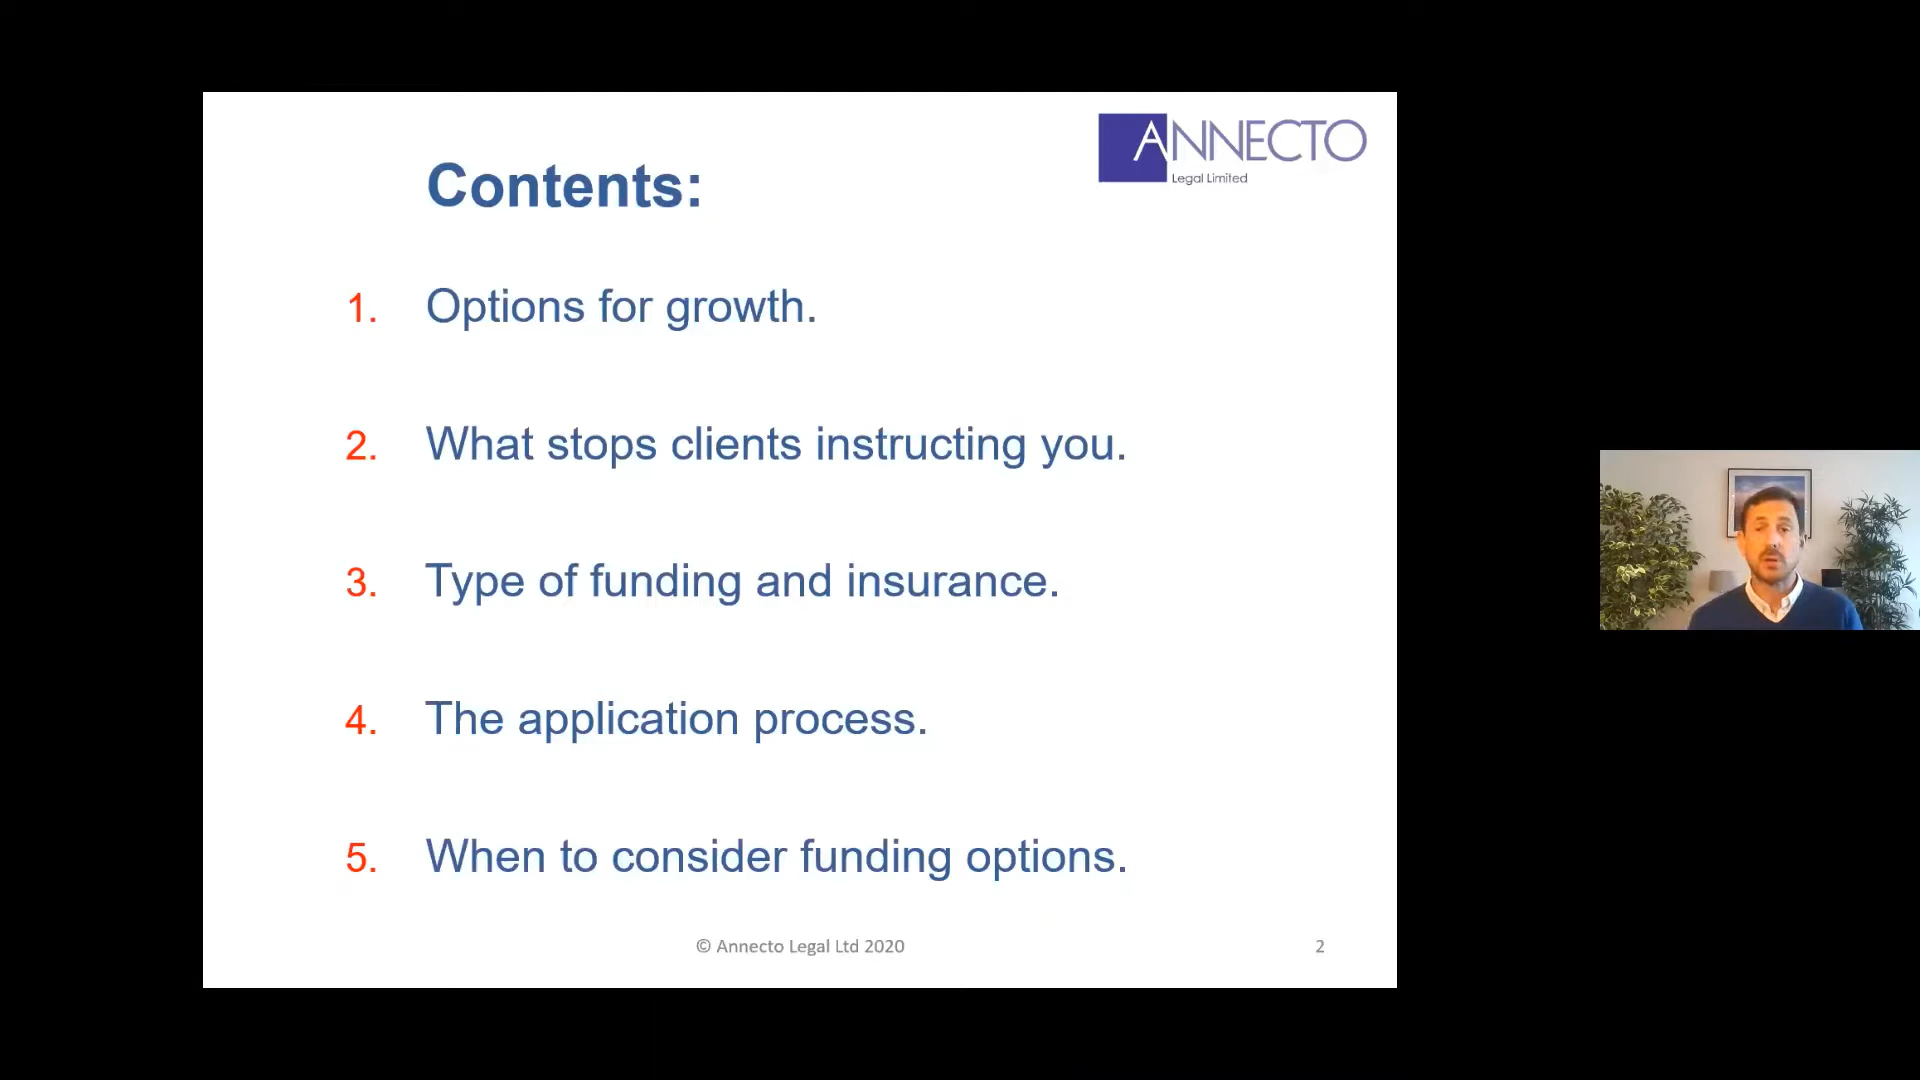 ANNECTO
Legal Limited
Contents:
1. Options for growth.
2. What stops clients instructing you.
3. Type of funding and insurance.
4. The application process.
5. When to consider funding options.
© Annecto Legal Ltd 2020
2